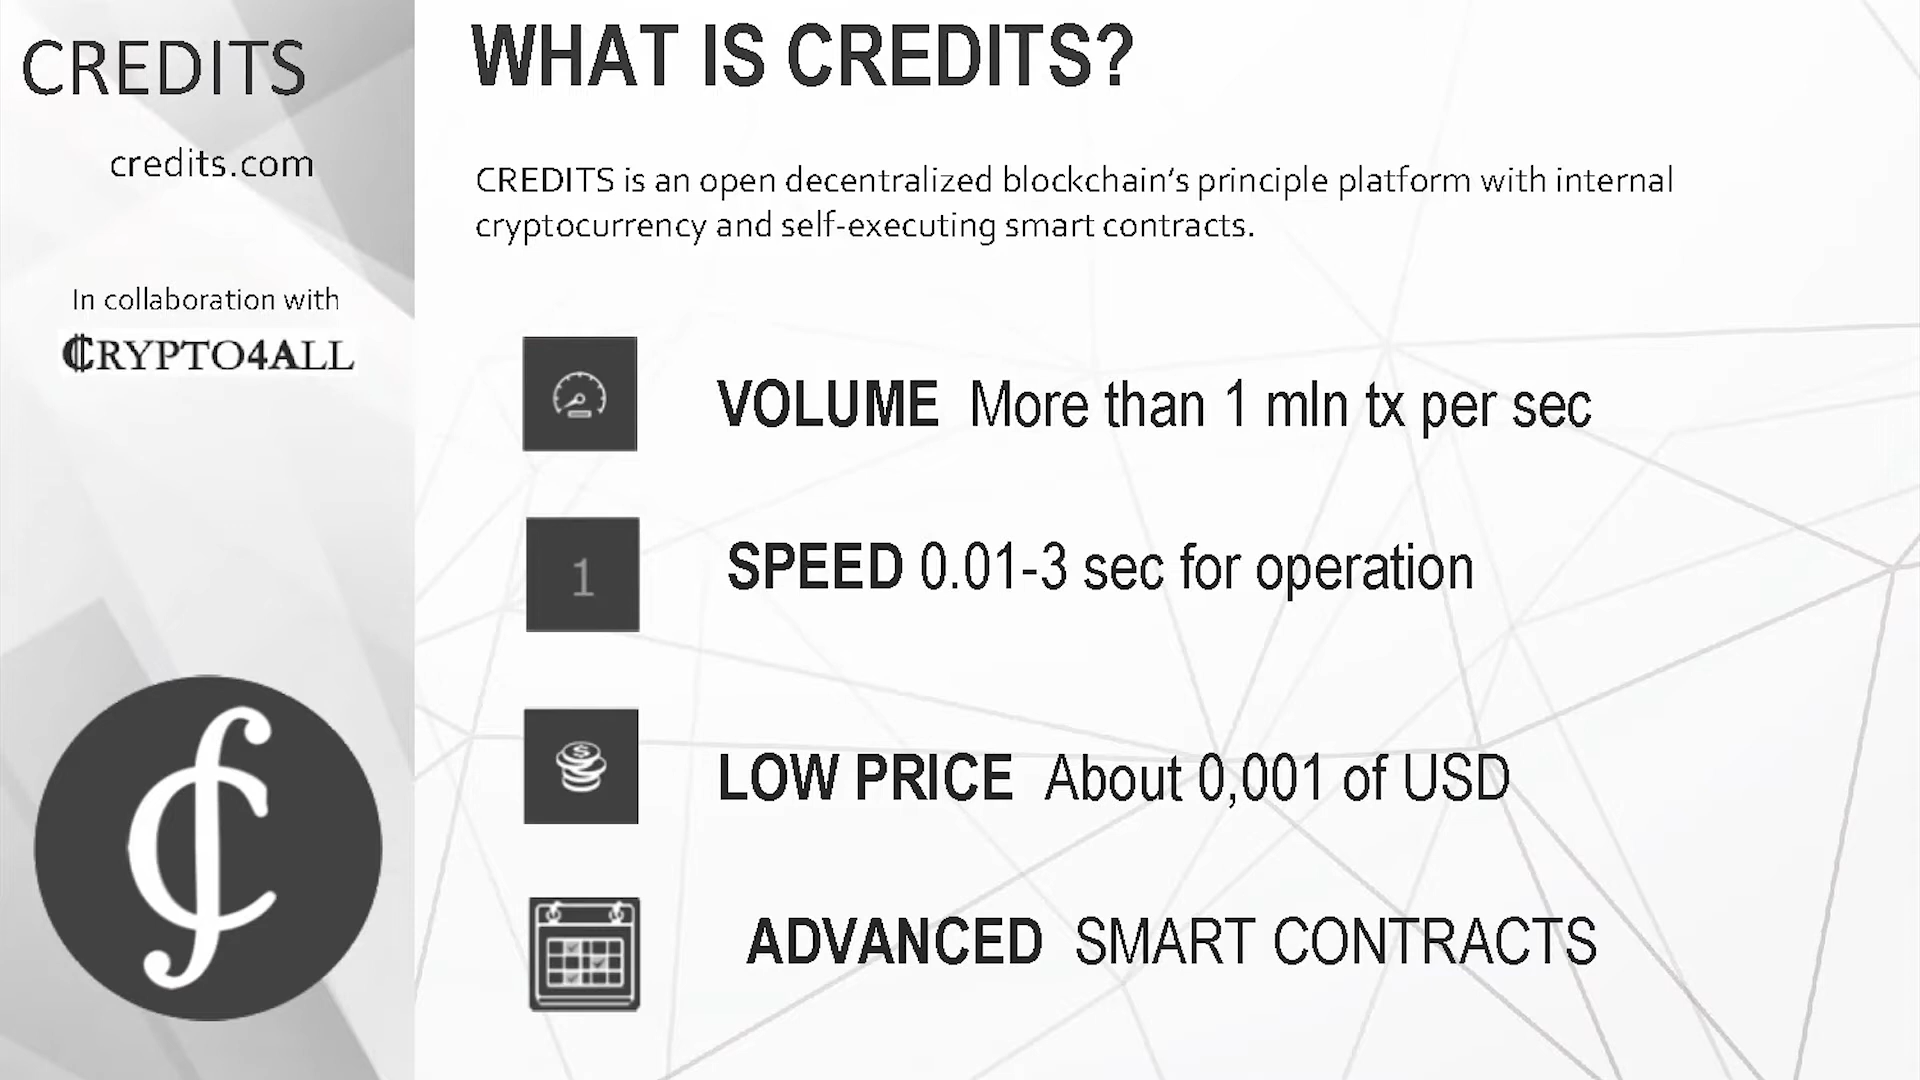 CREDITS
credits.com
In collaboration with
₵RYPTO4ALL
WHAT IS CREDITS?
CREDITS is an open decentralized blockchain’s principle platform with internal
cryptocurrency and self-executing smart contracts.
VOLUME More than 1 mln tx per sec
1
SPEED 0.01-3 sec for operation
$
LOW PRICE About 0,001 of USD
ADVANCED SMART CONTRACTS